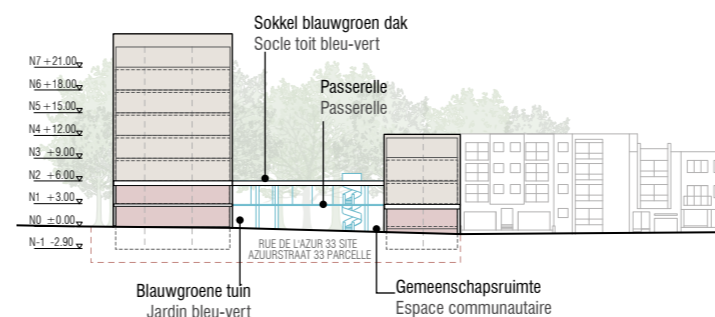 Sokkel blauwgroen dak
Socle toit bleu-vert
Passerelle
Passerelle
N7 +21.00
N6 +18.00
N5 +15.00
N4 +12.00
N3 +9.00
N2 +6.00
N1 +3.00
N0 ±0.00
N-1 -2.90
RUE DE L'AZUR 33 SITE
AZUURSTRAAT 33 PARCELLE
Blauwgroene tuin
Jardin bleu-vert
Gemeenschapsruimte
Espace communautaire